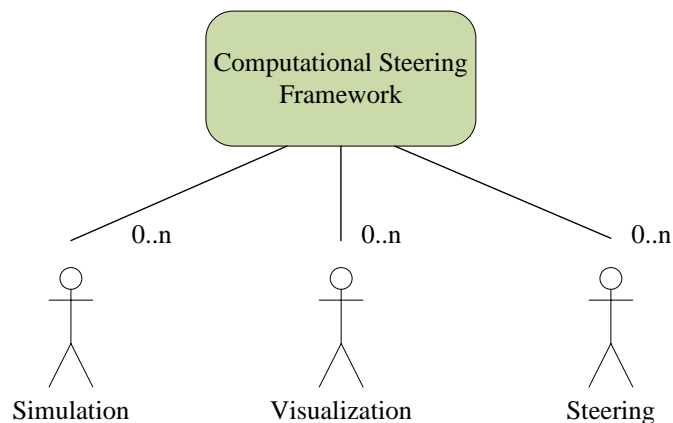 Computational Steering
Framework
0..n
0..n
0..n
Simulation
Visualization
Steering